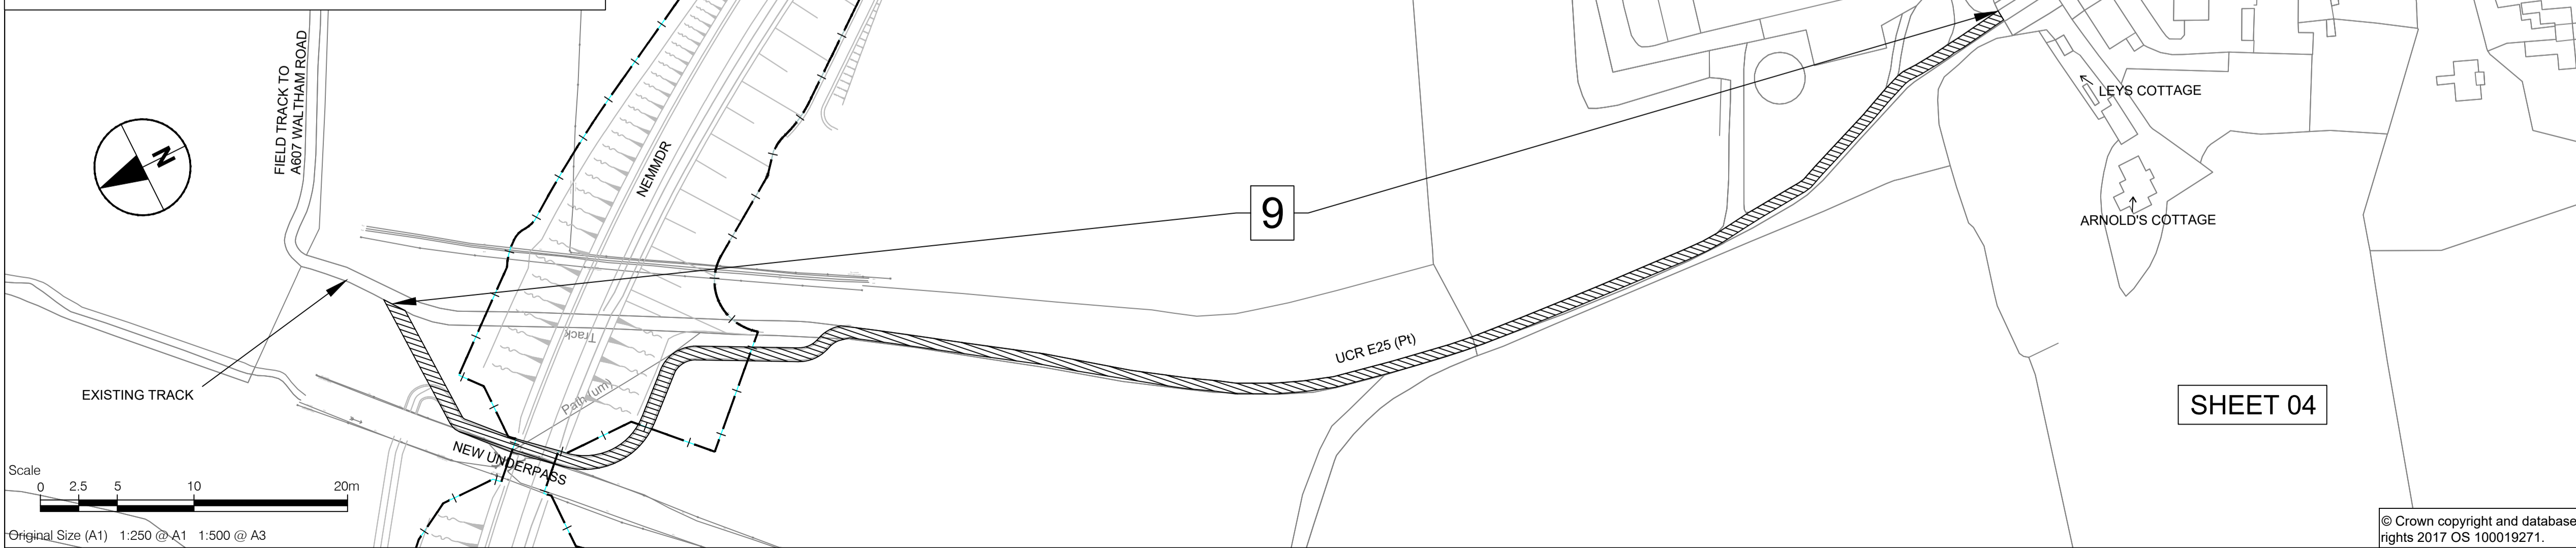 FIELD TRACK TO
A607 WALTHAM ROAD
N
NEMMDR
9
LEYS COTTAGE
ARNOLD'S COTTAGE
Track
Path (um)
UCR E25 (Pt)
EXISTING TRACK
NEW UNDERPASS
SHEET 04
Scale
0 2.5 5 10 20m
Original Size (A1) 1:250 @ A1 1:500 @ A3
© Crown copyright and database
rights 2017 OS 100019271.